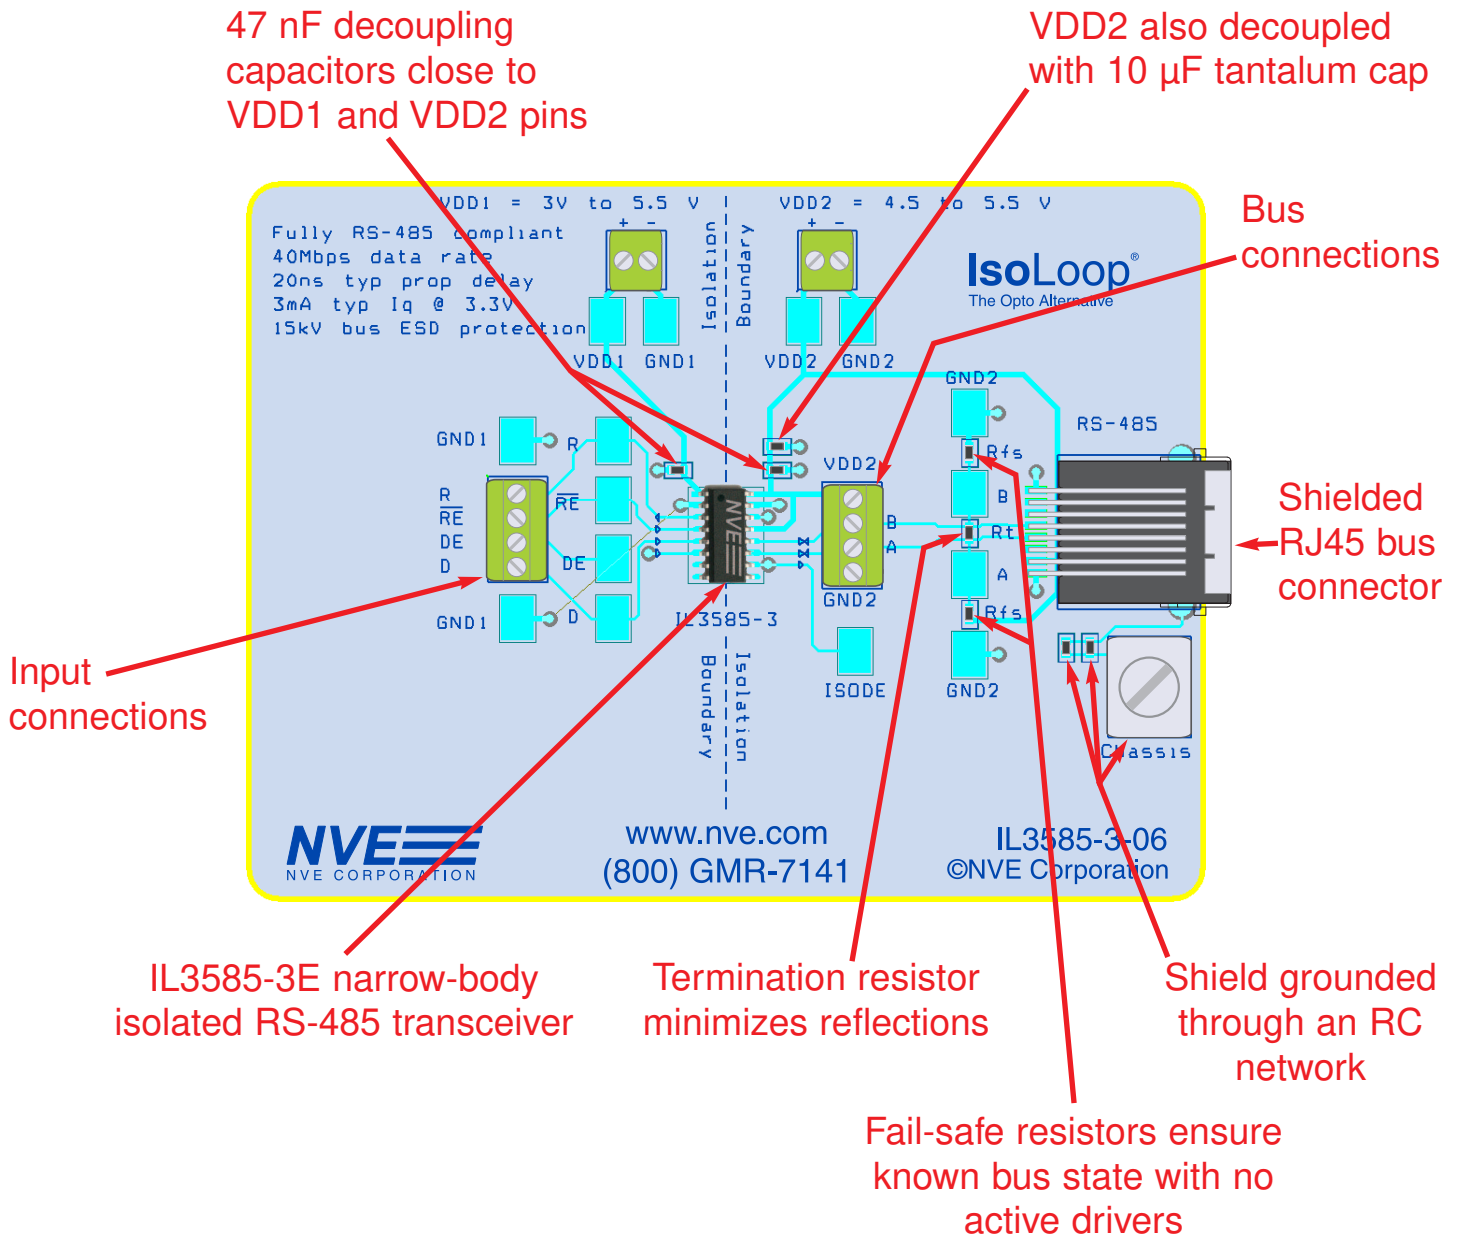 47 nF decoupling
capacitors close to
VDD1 and VDD2 pins
VDD2 also decoupled
with 10 µF tantalum cap
Bus
connections
VDD1 = 3V to 5.5 V
VDD2 = 4.5 to 5.5 V
Fully RS-485 compliant
40Mbps data rate
20ns typ prop delay
3mA typ Iq @ 3.3V
15kV bus ESD protection
+ -
+ -
Isolation
Boundary
IsoLoop®
The Opto Alternative
VDD1
GND1
VDD2
GND2
GND2
RS-485
GND1
R
Rfs
VDD2
R
RE
DE
D
RE
DE
D
GND1
NVE
B
A
GND2
B
Rt
A
Rfs
GND2
IL3585-3
ISODE
Isolation
Boundary
Chassis
Shielded
RJ45 bus
connector
Input
connections
NVE
NVE CORPORATION
www.nve.com
(800) GMR-7141
IL3585-3-06
©NVE Corporation
IL3585-3E narrow-body
isolated RS-485 transceiver
Termination resistor
minimizes reflections
Shield grounded
through an RC
network
Fail-safe resistors ensure
known bus state with no
active drivers